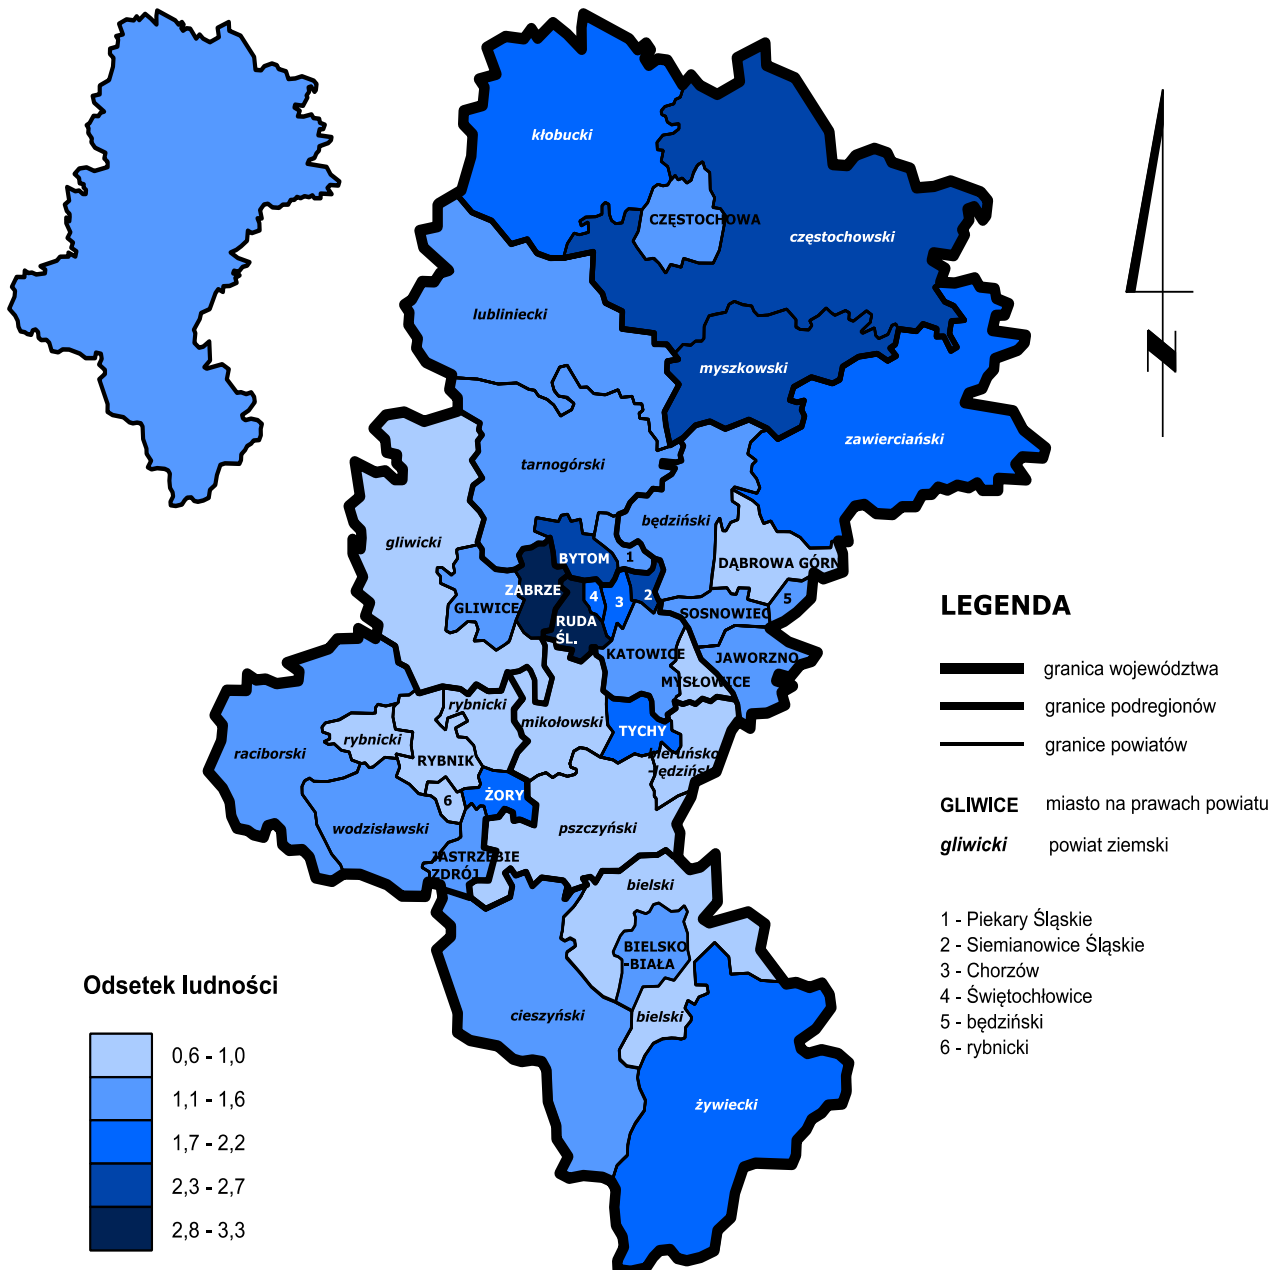 kłobucki
CZĘSTOCHOWA
częstochowski
lubliniecki
myszkowski
zawierciański
tarnogórski
będziński
gliwicki
BYTOM
1
DĄBROWA GÓRN
ZABRZE
GLIWICE
4
3
2
5
SOSNOWIEC
RUDA
ŚL.
KATOWICE
JAWORZNO
MYSŁOWICE
rybnicki
mikołowski
TYCHY
bieruńsko
-lędziński
raciborski
rybnicki
RYBNIK
6
ŻORY
wodzisławski
pszczyński
JASTRZĘBIE
ZDRÓJ
bielski
BIELSKO
-BIAŁA
cieszyński
bielski
żywiecki
N
LEGENDA
granica województwa
granice podregionów
granice powiatów
GLIWICE miasto na prawach powiatu
gliwicki powiat ziemski
1 - Piekary Śląskie
2 - Siemianowice Śląskie
3 - Chorzów
4 - Świętochłowice
5 - będziński
6 - rybnicki
Odsetek ludności
0,6 - 1,0
1,1 - 1,6
1,7 - 2,2
2,3 - 2,7
2,8 - 3,3